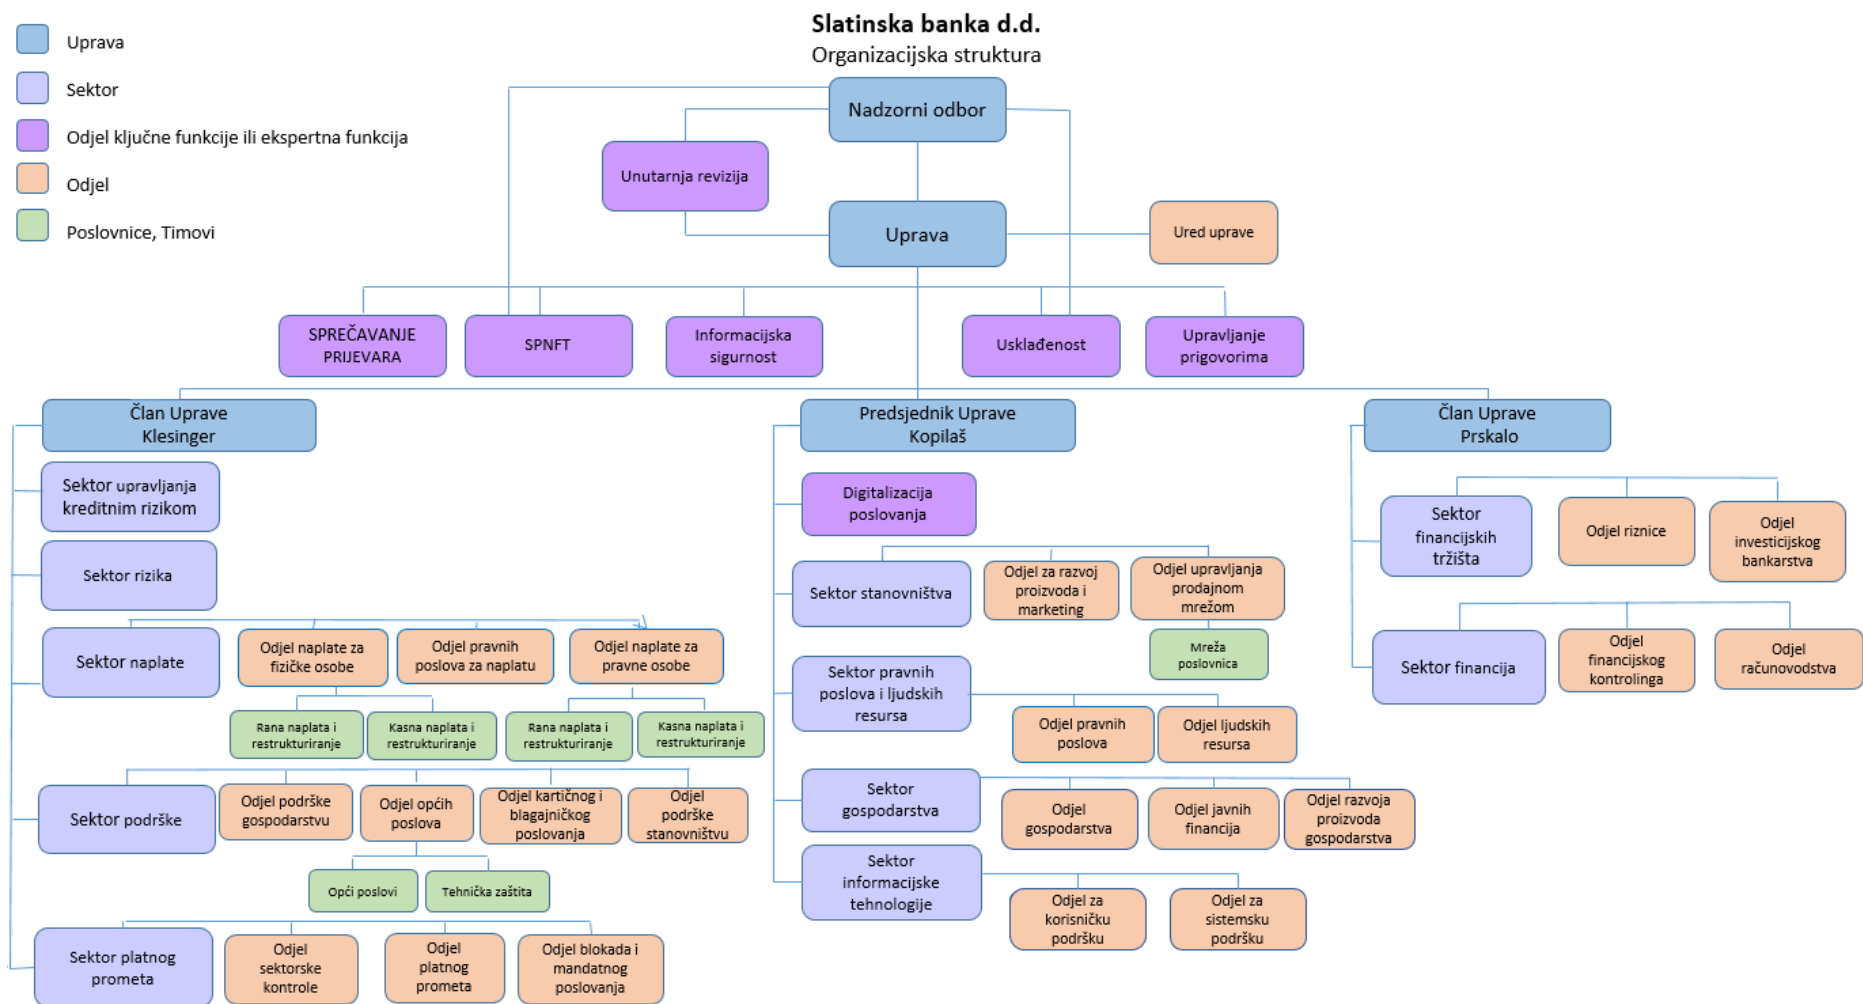 Slatinska banka d.d.
Organizacijska struktura
Uprava
Sektor
Odjel ključne funkcije ili ekspertna funkcija
Odjel
Poslovnice, Timovi
Nadzorni odbor
Unutarnja revizija
Uprava
Ured uprave
SPREČAVANJE
PRIJEVARA
SPNFT
Informacijska
sigurnost
Usklađenost
Upravljanje
prigovorima
Član Uprave
Klesinger
Sektor upravljanja
kreditnim rizikom
Sektor rizika
Sektor naplate
Odjel naplate za
fizičke osobe
Odjel pravnih
poslova za naplatu
Odjel naplate za
pravne osobe
Rana naplata i
restrukturiranje
Kasna naplata i
restrukturiranje
Rana naplata i
restrukturiranje
Kasna naplata i
restrukturiranje
Sektor podrške
Odjel podrške
gospodarstvu
Odjel općih
poslova
Odjel kartičnog i
blagajničkog
poslovanja
Odjel
podrške
stanovništvu
Opći poslovi
Tehnička zaštita
Sektor platnog
prometa
Odjel
sektorske
kontrole
Odjel
platnog
prometa
Odjel blokada i
mandatnog
poslovanja
Predsjednik Uprave
Kopilaš
Digitalizacija
poslovanja
Sektor stanovništva
Odjel za razvoj
proizvoda i
marketing
Odjel upravljanja
prodajnom
mrežom
Mreža
poslovnica
Sektor pravnih
poslova i ljudskih
resursa
Odjel pravnih
poslova
Odjel ljudskih
resursa
Sektor
gospodarstva
Odjel
gospodarstva
Odjel javnih
financija
Odjel razvoja
proizvoda
gospodarstva
Sektor
informacijske
tehnologije
Odjel za
korisničku
podršku
Odjel za
sistemsku
podršku
Član Uprave
Prskalo
Sektor
financijskih
tržišta
Odjel riznice
Odjel
investicijskog
bankarstva
Sektor financija
Odjel
financijskog
kontrolinga
Odjel
računovodstva